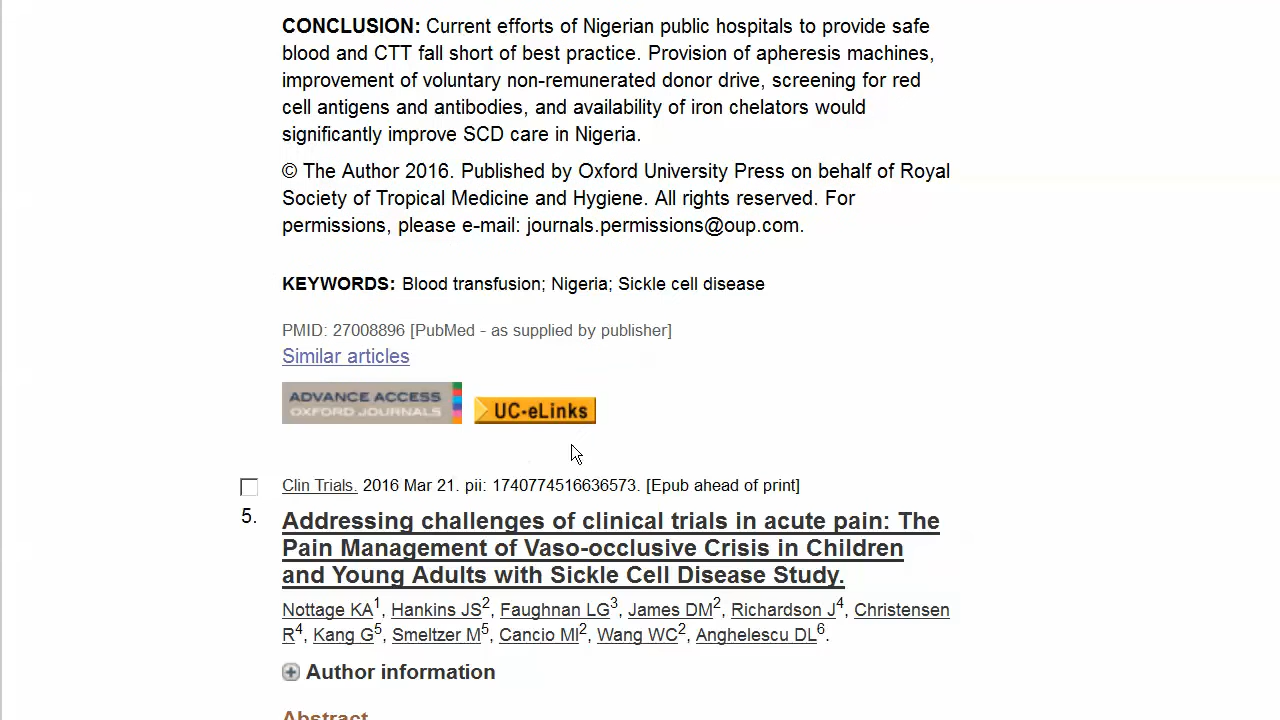 CONCLUSION: Current efforts of Nigerian public hospitals to provide safe
blood and CTT fall short of best practice. Provision of apheresis machines,
improvement of voluntary non-remunerated donor drive, screening for red
cell antigens and antibodies, and availability of iron chelators would
significantly improve SCD care in Nigeria.
© The Author 2016. Published by Oxford University Press on behalf of Royal
Society of Tropical Medicine and Hygiene. All rights reserved. For
permissions, please e-mail: journals.permissions@oup.com.
KEYWORDS: Blood transfusion; Nigeria; Sickle cell disease
PMID: 27008896 [PubMed - as supplied by publisher]
Similar articles
ADVANCE ACCESS
OXFORD JOURNALS
UC-eLinks
Clin Trials. 2016 Mar 21. pii: 1740774516636573. [Epub ahead of print]
5. Addressing challenges of clinical trials in acute pain: The
Pain Management of Vaso-occlusive Crisis in Children
and Young Adults with Sickle Cell Disease Study.
Nottage KA1, Hankins JS2, Faughnan LG3, James DM2, Richardson J4, Christensen
R4, Kang G5, Smeltzer M5, Cancio MI2, Wang WC2, Anghelescu DL6.
Author information
Abstract